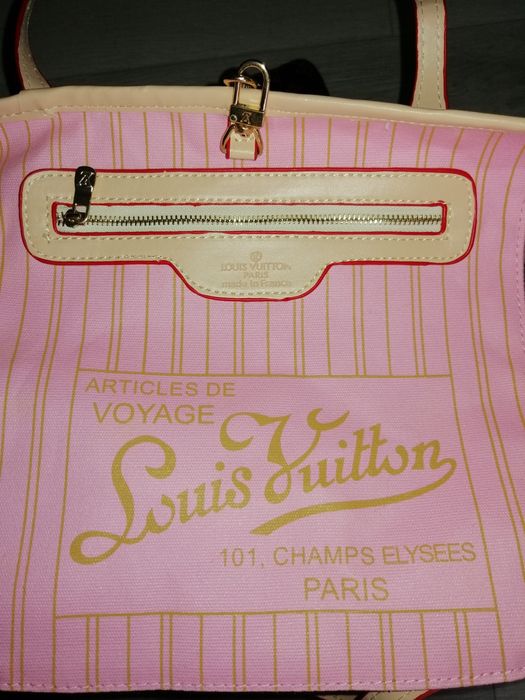 LOUIS VUITTON
PARIS
made in France
ARTICLES DE
VOYAGE
Louis Vuitton
101, CHAMPS ELYSEES
PARIS